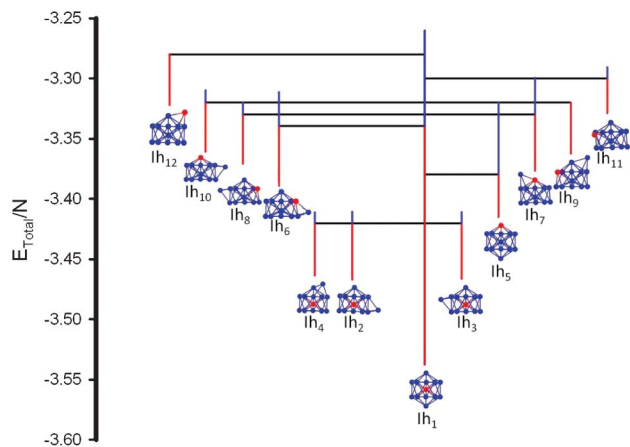 -3.25
-3.30
-3.35
-3.40
-3.45
-3.50
-3.55
-3.60
E_Total/N
Ih₁₂
Ih₁₀
Ih₈
Ih₆
Ih₄
Ih₂
Ih₁
Ih₃
Ih₅
Ih₇
Ih₉
Ih₁₁